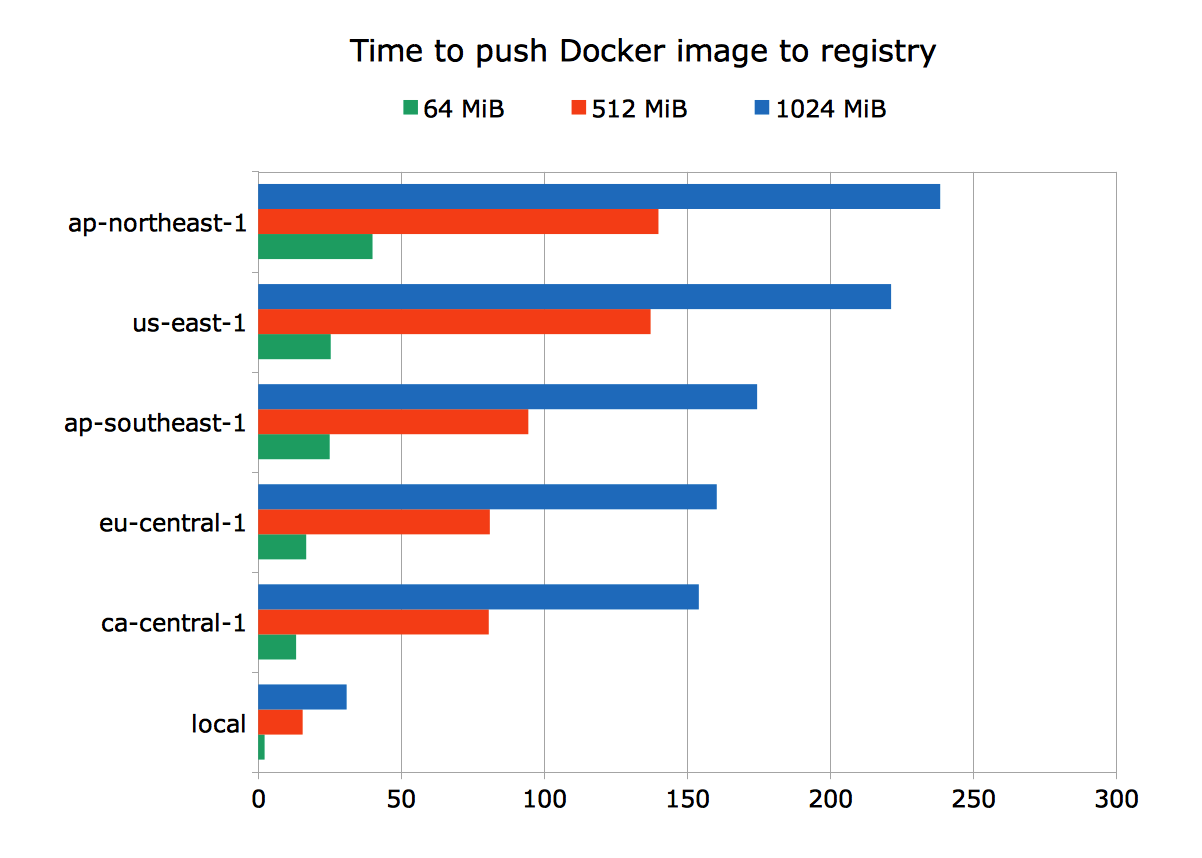 Time to push Docker image to registry
64 MiB 512 MiB 1024 MiB
ap-northeast-1
us-east-1
ap-southeast-1
eu-central-1
ca-central-1
local
0 50 100 150 200 250 300